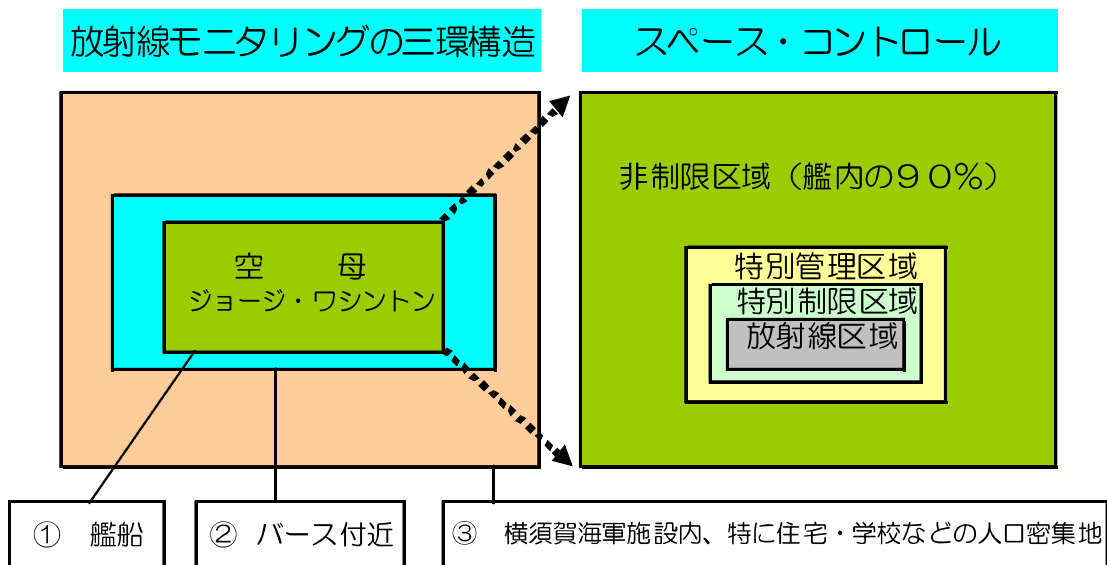 放射線モニタリングの三環構造
スペース・コントロール
空　　母
ジョージ・ワシントン
非制限区域（艦内の９０％）
特別管理区域
特別制限区域
放射線区域
①　艦船
②　バース付近
③　横須賀海軍施設内、特に住宅・学校などの人口密集地